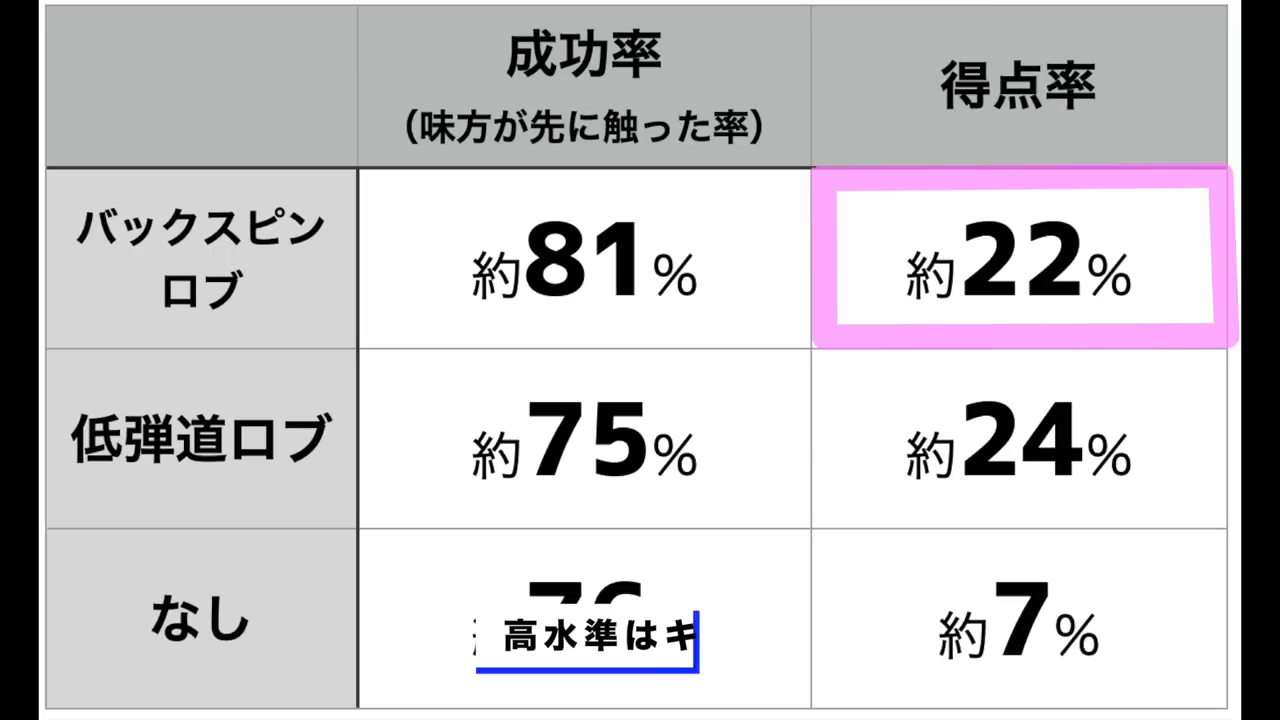 成功率
（味方が先に触った率）
得点率
バックスピン
ロブ
約81%
約22%
低弾道ロブ
約75%
約24%
なし
高水準はキ
約7%